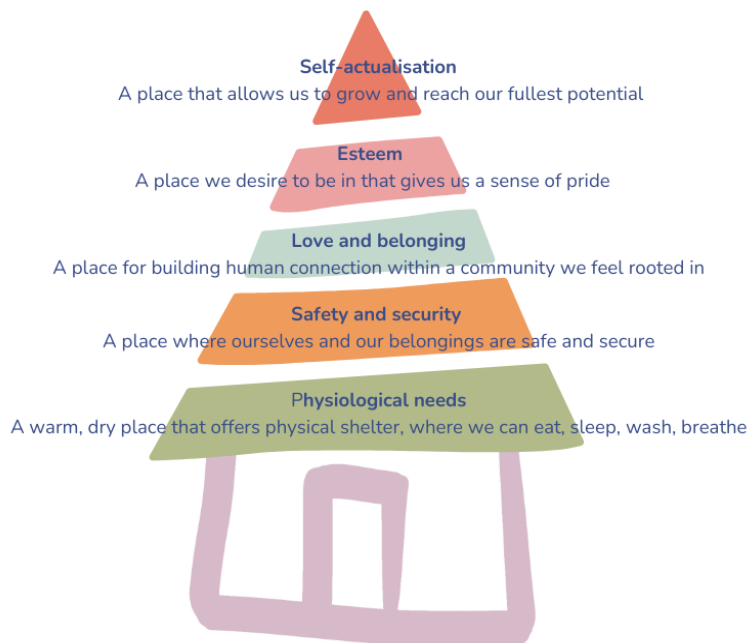 Self-actualisation
A place that allows us to grow and reach our fullest potential
Esteem
A place we desire to be in that gives us a sense of pride
Love and belonging
A place for building human connection within a community we feel rooted in
Safety and security
A place where ourselves and our belongings are safe and secure
Physiological needs
A warm, dry place that offers physical shelter, where we can eat, sleep, wash, breathe